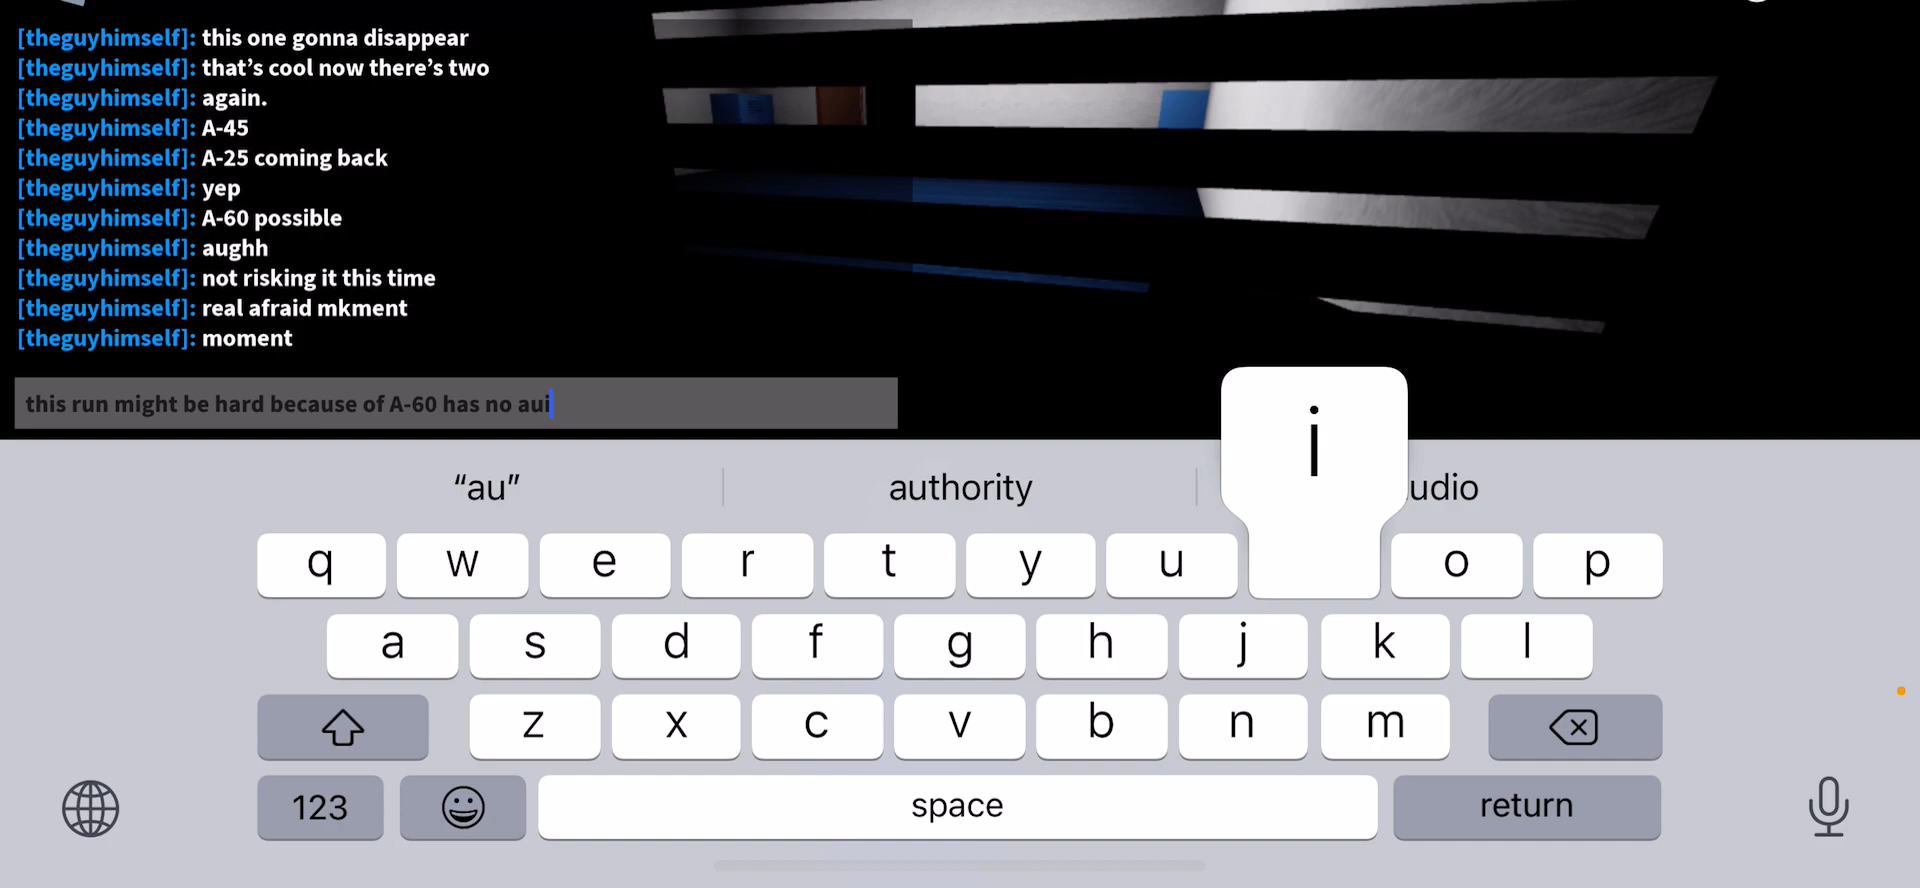 [theguyhimself]: this one gonna disappear
[theguyhimself]: that’s cool now there’s two
[theguyhimself]: again.
[theguyhimself]: A-45
[theguyhimself]: A-25 coming back
[theguyhimself]: yep
[theguyhimself]: A-60 possible
[theguyhimself]: aughh
[theguyhimself]: not risking it this time
[theguyhimself]: real afraid mkment
[theguyhimself]: moment
this run might be hard because of A-60 has no aui
i
“au” authority udio
q w e r t y u o p
a s d f g h j k l
z x c v b n m
123 space return